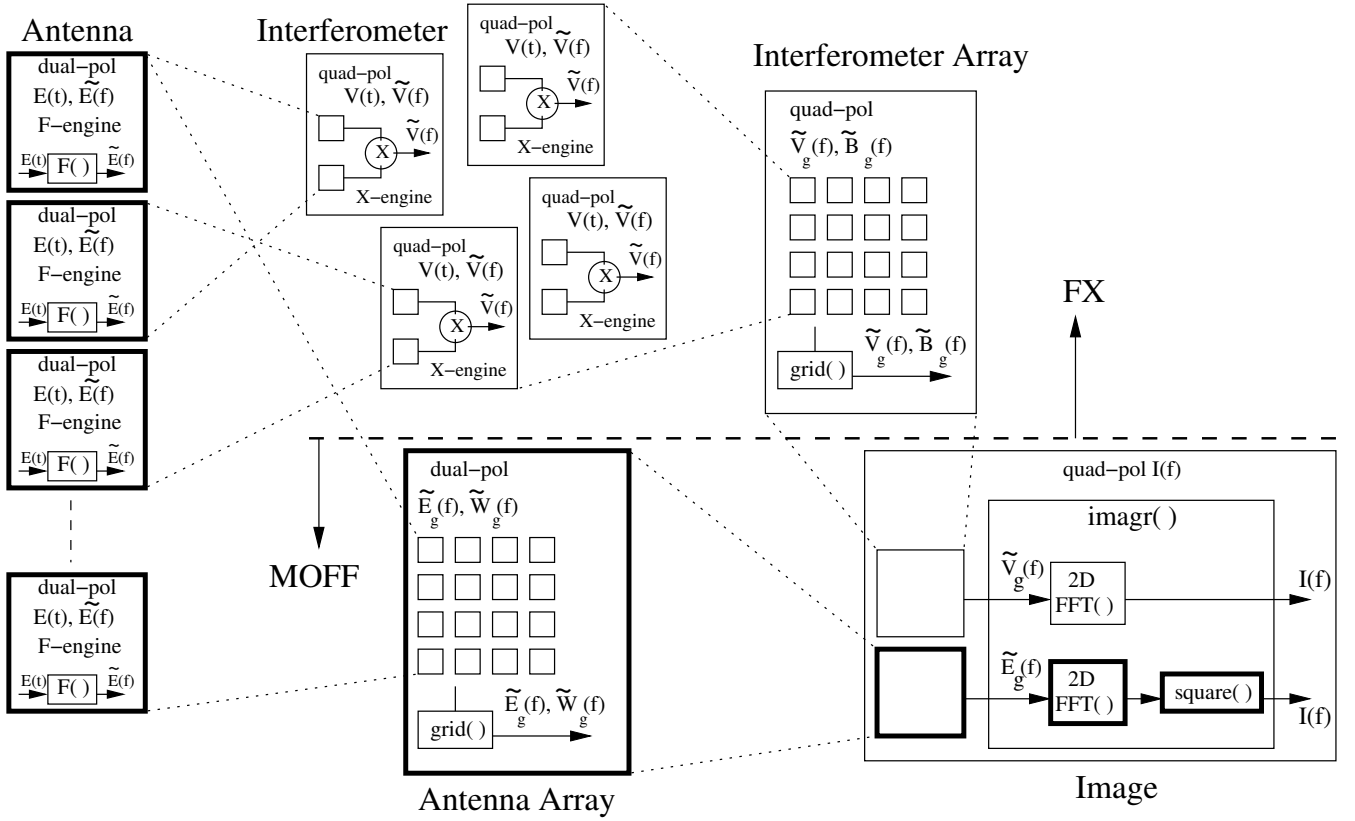 Antenna
dual-pol
E(t), Ẽ(f)
F-engine
E(t) F( ) Ẽ(f)
dual-pol
E(t), Ẽ(f)
F-engine
E(t) F( ) Ẽ(f)
dual-pol
E(t), Ẽ(f)
F-engine
E(t) F( ) Ẽ(f)
dual-pol
E(t), Ẽ(f)
F-engine
E(t) F( ) Ẽ(f)
Interferometer
quad-pol
V(t), Ṽ(f)
X Ṽ(f)
X-engine
quad-pol
V(t), Ṽ(f)
X Ṽ(f)
X-engine
quad-pol
V(t), Ṽ(f)
X Ṽ(f)
X-engine
quad-pol
V(t), Ṽ(f)
X Ṽ(f)
X-engine
Interferometer Array
quad-pol
Ṽg(f), B̃g(f)
Ṽg(f), B̃g(f)
grid( )
FX
MOFF
dual-pol
Ẽg(f), W̃g(f)
Ẽg(f), W̃g(f)
grid( )
Antenna Array
quad-pol I(f)
imagr( )
Ṽg(f) 2D FFT( ) I(f)
Ẽg(f) 2D FFT( ) square( ) I(f)
Image